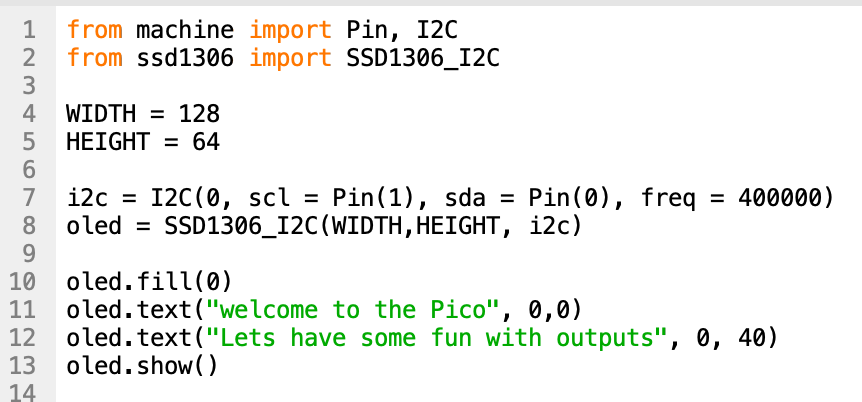 1 from machine import Pin, I2C
2 from ssd1306 import SSD1306_I2C
3
4 WIDTH = 128
5 HEIGHT = 64
6
7 i2c = I2C(0, scl = Pin(1), sda = Pin(0), freq = 400000)
8 oled = SSD1306_I2C(WIDTH,HEIGHT, i2c)
9
10 oled.fill(0)
11 oled.text("welcome to the Pico", 0,0)
12 oled.text("Lets have some fun with outputs", 0, 40)
13 oled.show()
14